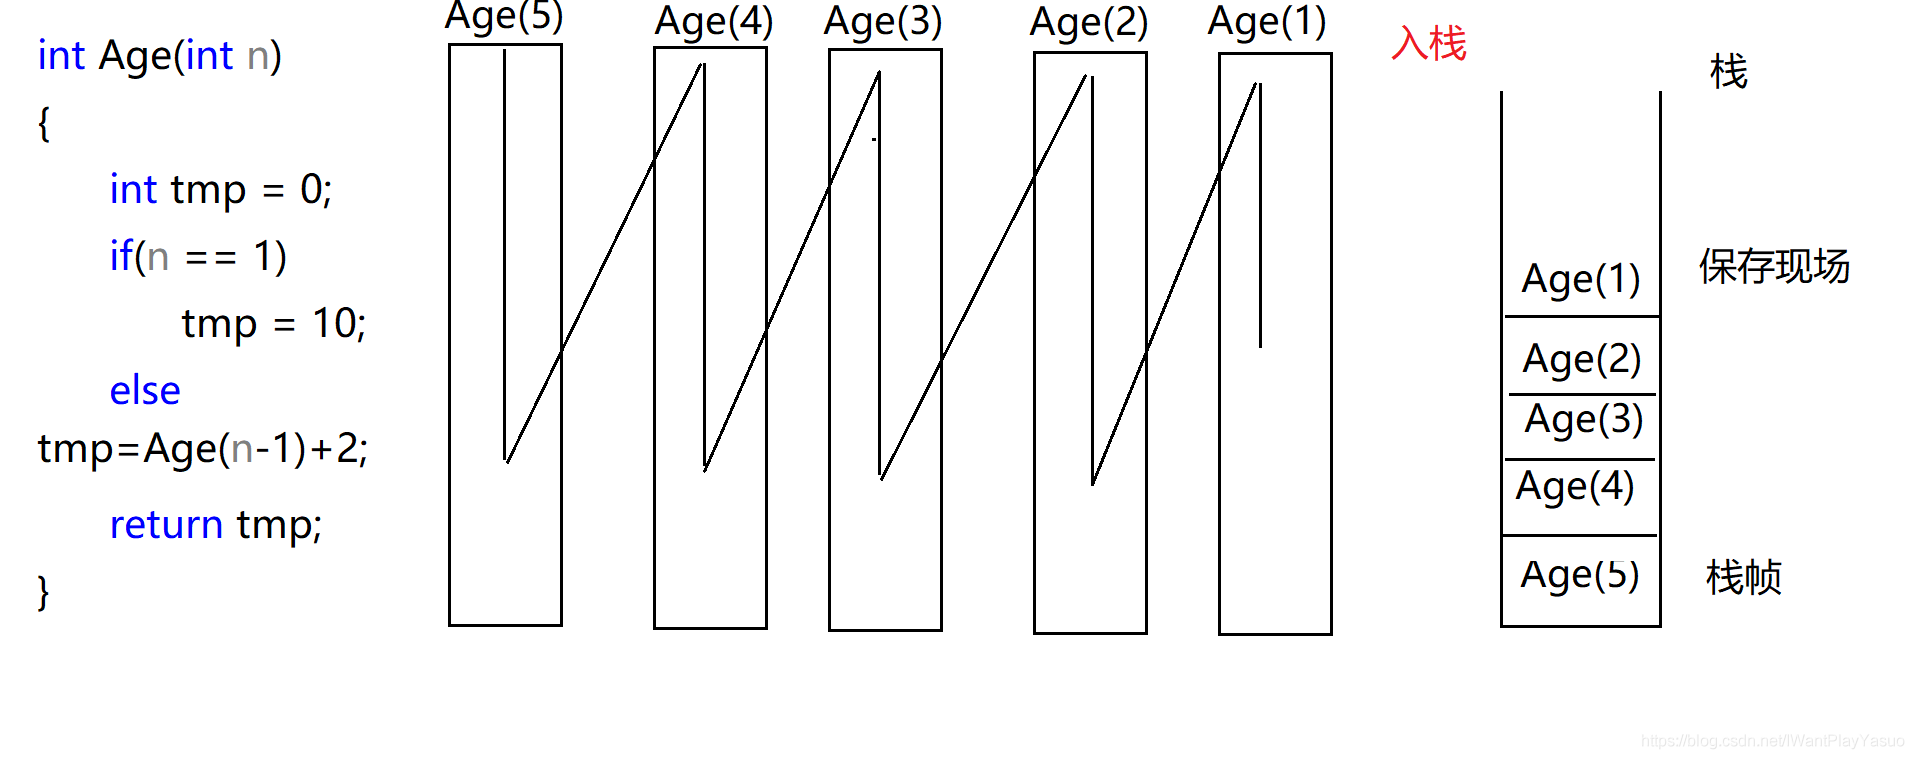 int Age(int n)
{
int tmp = 0;
if(n == 1)
tmp = 10;
else
tmp=Age(n-1)+2;
return tmp;
}
Age(5)
Age(4)
Age(3)
Age(2)
Age(1)
入栈
栈
Age(1)
保存现场
Age(2)
Age(3)
Age(4)
Age(5)
栈帧
https://blog.csdn.net/IWantPlayYasuo